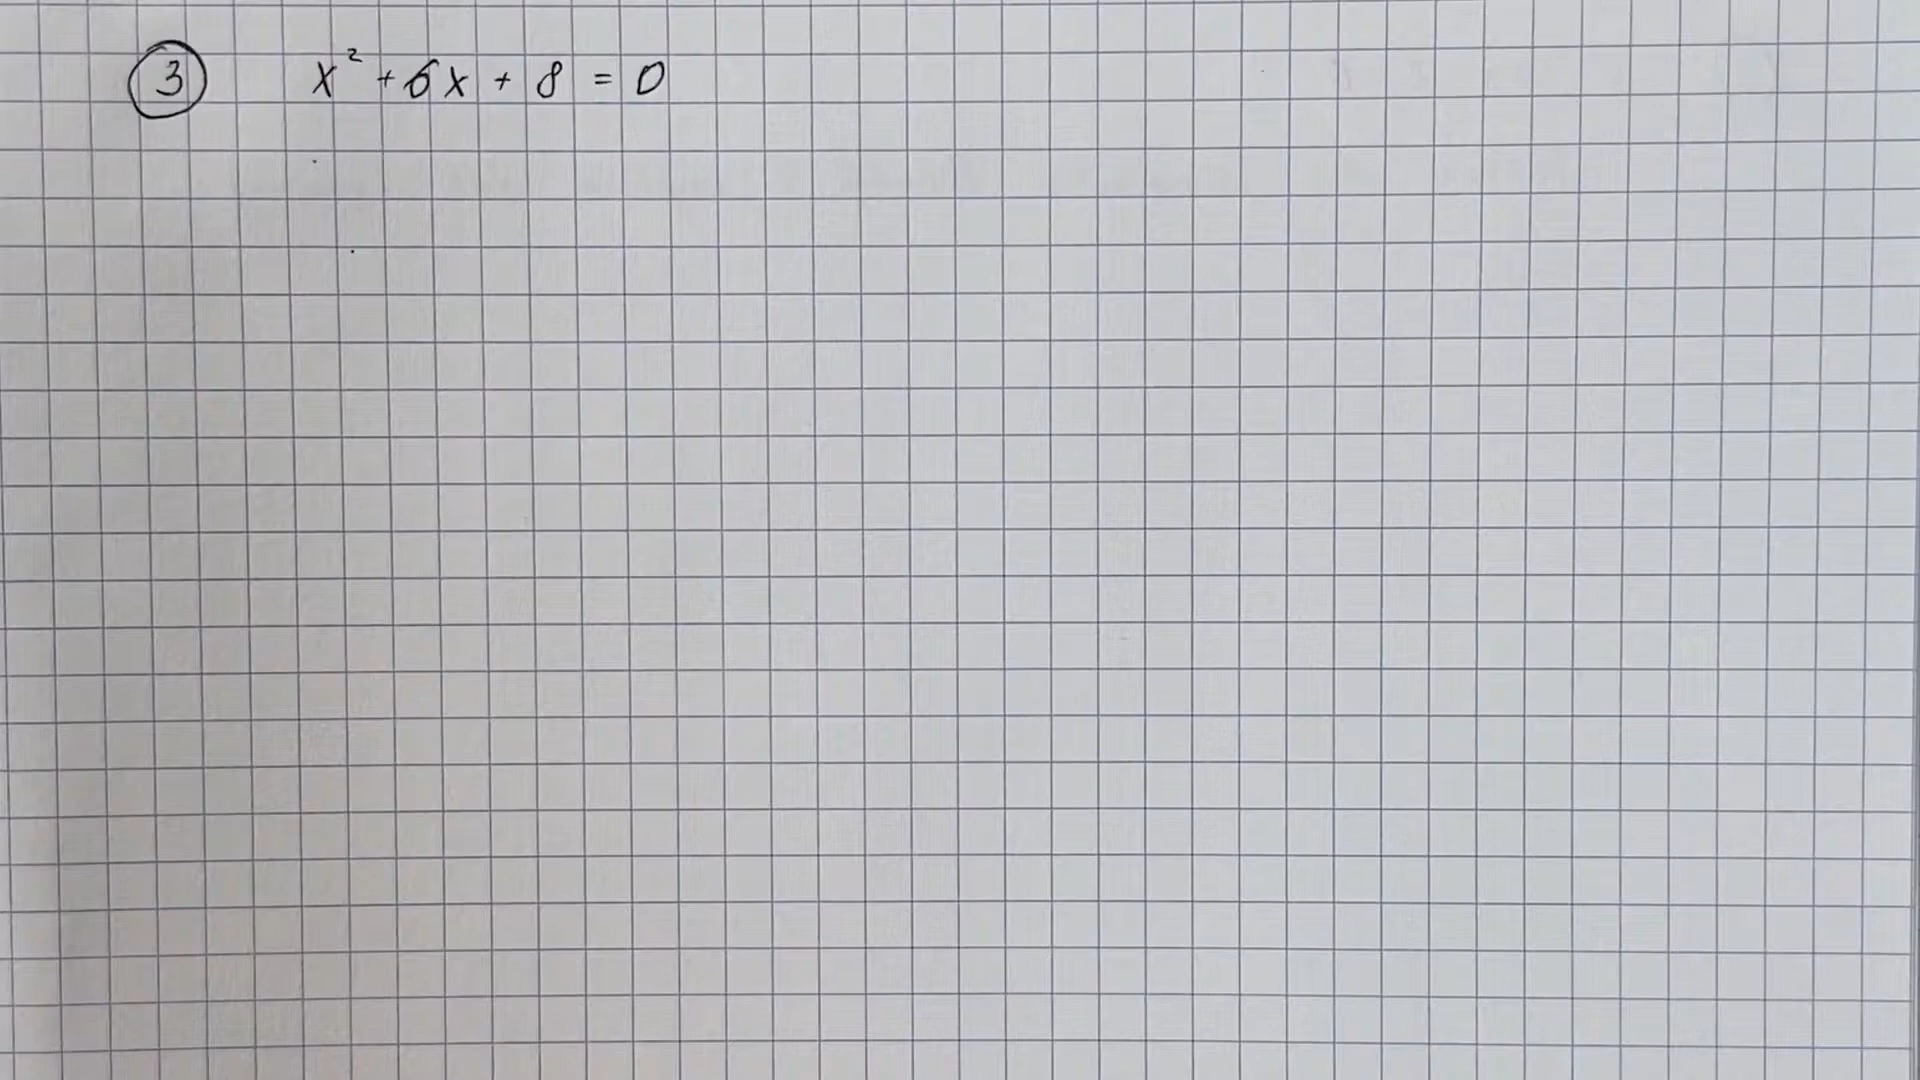 ③ x² + 6x + 8 = 0